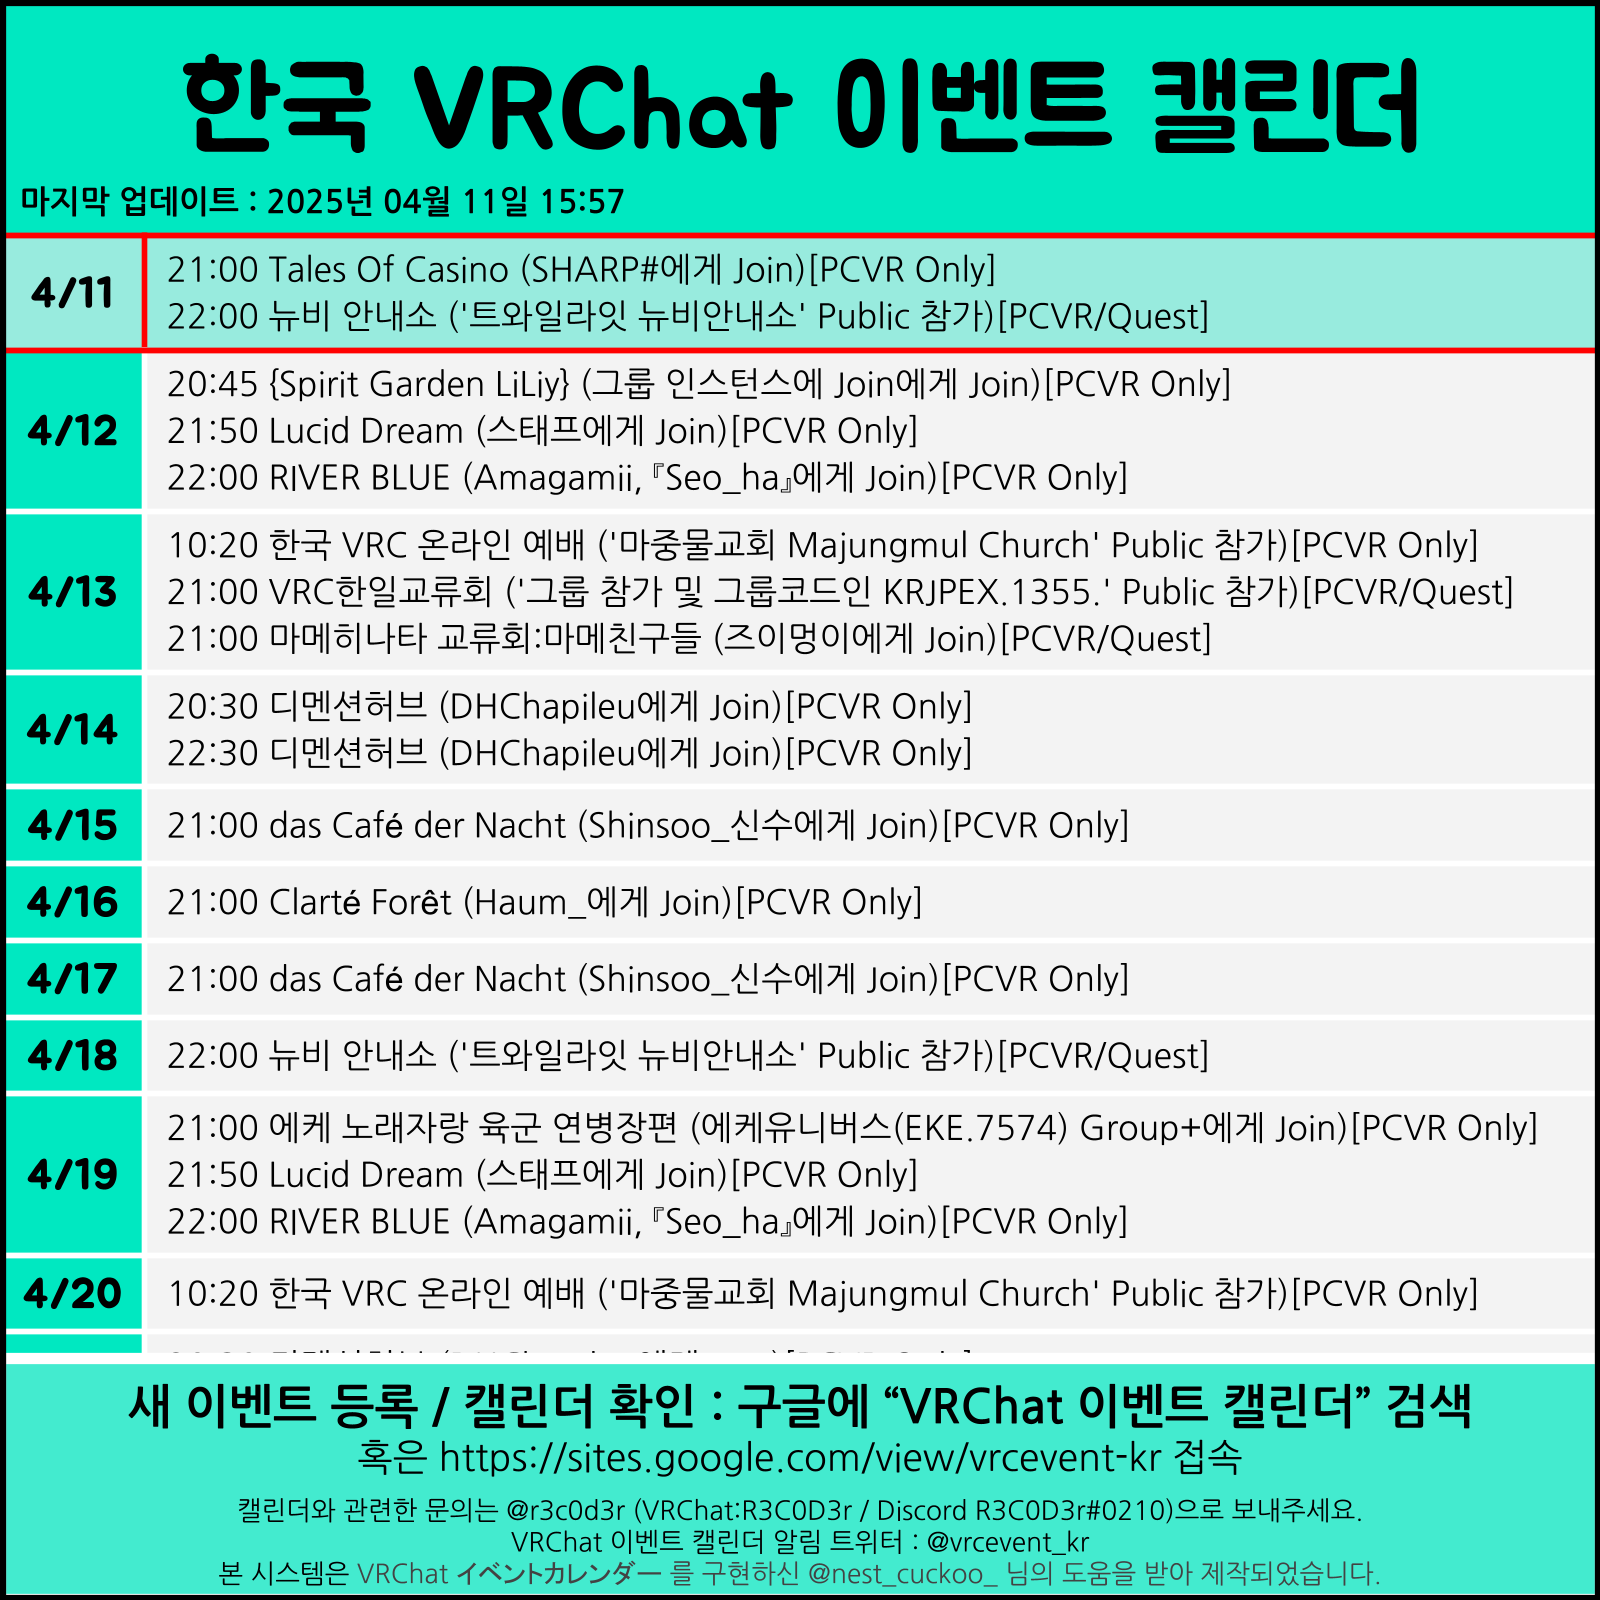 한국 VRChat 이벤트 캘린더
마지막 업데이트 : 2025년 04월 11일 15:57
4/11
21:00 Tales Of Casino (SHARP#에게 Join)[PCVR Only]
22:00 뉴비 안내소 ('트와일라잇 뉴비안내소' Public 참가)[PCVR/Quest]
4/12
20:45 {Spirit Garden LiLiy} (그룹 인스턴스에 Join에게 Join)[PCVR Only]
21:50 Lucid Dream (스태프에게 Join)[PCVR Only]
22:00 RIVER BLUE (Amagamii,『Seo_ha』에게 Join)[PCVR Only]
4/13
10:20 한국 VRC 온라인 예배 ('마중물교회 Majungmul Church' Public 참가)[PCVR Only]
21:00 VRC한일교류회 ('그룹 참가 및 그룹코드인 KRJPEX.1355.' Public 참가)[PCVR/Quest]
21:00 마메히나타 교류회:마메친구들 (즈이멍이에게 Join)[PCVR/Quest]
4/14
20:30 디멘션허브 (DHChapileu에게 Join)[PCVR Only]
22:30 디멘션허브 (DHChapileu에게 Join)[PCVR Only]
4/15
21:00 das Café der Nacht (Shinsoo_신수에게 Join)[PCVR Only]
4/16
21:00 Clarté Forêt (Haum_에게 Join)[PCVR Only]
4/17
21:00 das Café der Nacht (Shinsoo_신수에게 Join)[PCVR Only]
4/18
22:00 뉴비 안내소 ('트와일라잇 뉴비안내소' Public 참가)[PCVR/Quest]
4/19
21:00 에케 노래자랑 육군 연병장편 (에케유니버스(EKE.7574) Group+에게 Join)[PCVR Only]
21:50 Lucid Dream (스태프에게 Join)[PCVR Only]
22:00 RIVER BLUE (Amagamii,『Seo_ha』에게 Join)[PCVR Only]
4/20
10:20 한국 VRC 온라인 예배 ('마중물교회 Majungmul Church' Public 참가)[PCVR Only]
새 이벤트 등록 / 캘린더 확인 : 구글에 “VRChat 이벤트 캘린더” 검색
혹은 https://sites.google.com/view/vrcevent-kr 접속
캘린더와 관련한 문의는 @r3c0d3r (VRChat:R3C0D3r / Discord R3C0D3r#0210)으로 보내주세요.
VRChat 이벤트 캘린더 알림 트위터 : @vrcevent_kr
본 시스템은 VRChat イベントカレンダー 를 구현하신 @nest_cuckoo_ 님의 도움을 받아 제작되었습니다.